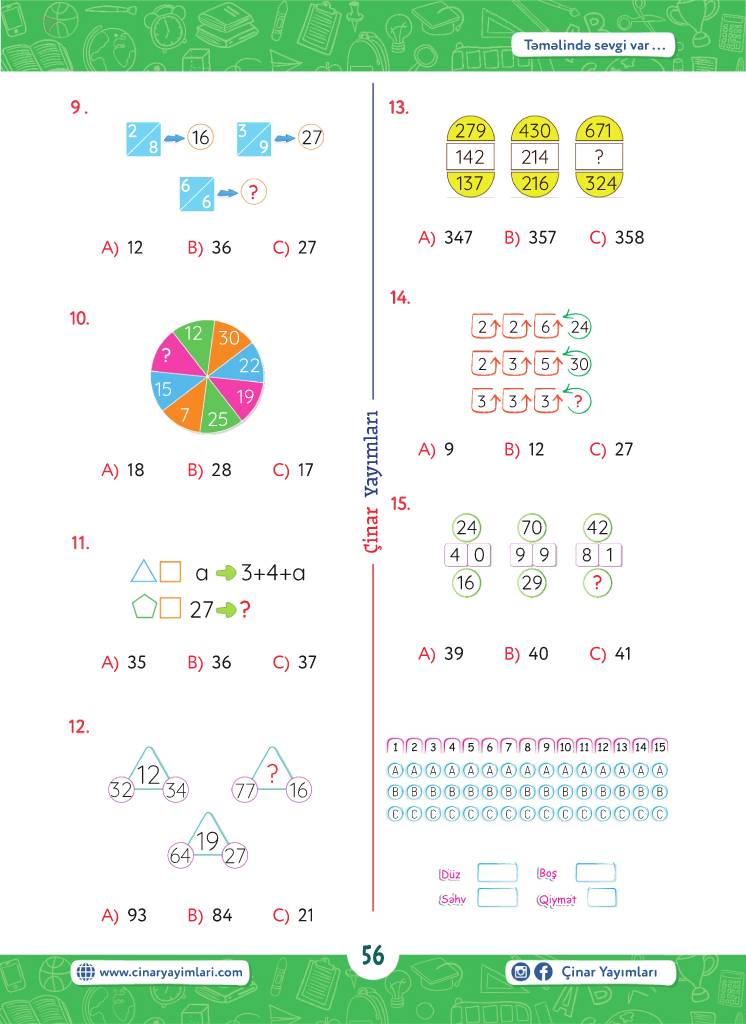 Təməlində sevgi var ...
9 .
2 8 16 3 9 27
6 6 ?
A) 12 B) 36 C) 27
10.
12 30
? 22
15 19
7 25
A) 18 B) 28 C) 17
11.
a 3+4+a
27 ?
A) 35 B) 36 C) 37
12.
12 ?
32 34 77 16
19
64 27
A) 93 B) 84 C) 21
Çinar Yayımları
13.
279 430 671
142 214 ?
137 216 324
A) 347 B) 357 C) 358
14.
2 2 6 24
2 3 5 30
3 3 3 ?
A) 9 B) 12 C) 27
15.
24 70 42
4 0 9 9 8 1
16 29 ?
A) 39 B) 40 C) 41
1 2 3 4 5 6 7 8 9 10 11 12 13 14 15
A A A A A A A A A A A A A A A
B B B B B B B B B B B B B B B
C C C C C C C C C C C C C C C
Düz Boş
Səhv Qiymət
www.cinaryayimlari.com
56
Çinar Yayımları